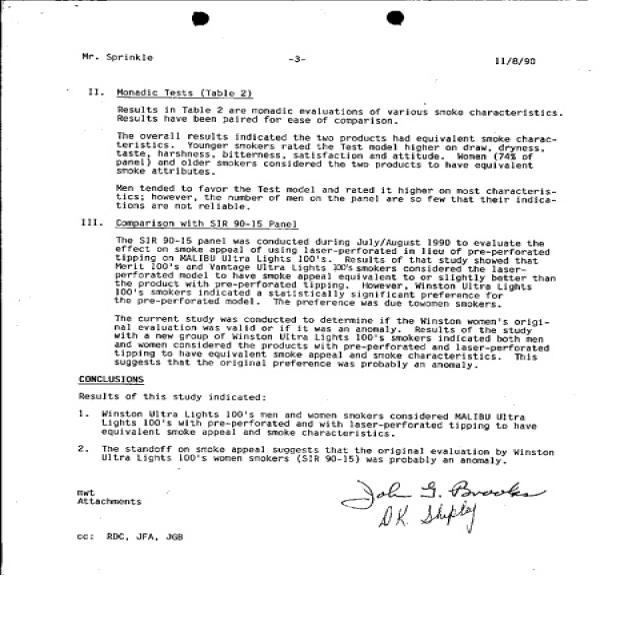 Mr. Sprinkle -3- 11/8/90
II. Monadic Tests (Table 2)
Results in Table 2 are monadic evaluations of various smoke characteristics.
Results have been paired for ease of comparison.
The overall results indicated the two products had equivalent smoke charac-
teristics. Younger smokers rated the Test model higher on draw, dryness,
taste, harshness, bitterness, satisfaction and attitude. Women (74% of
panel) and older smokers considered the two products to have equivalent
smoke attributes.
Men tended to favor the Test model and rated it higher on most characteris-
tics; however, the number of men on the panel are so few that their indica-
tions are not reliable.
III. Comparison with SIR 90-15 Panel
The SIR 90-15 panel was conducted during July/August 1990 to evaluate the
effect on smoke appeal of using laser-perforated in lieu of pre-perforated
tipping on MALIBU Ultra Lights 100's. Results of that study showed that
Merit 100's and Vantage Ultra Lights 100's smokers considered the laser-
perforated model to have smoke appeal equivalent to or slightly better than
the product with pre-perforated tipping. However, Winston Ultra Lights
100's smokers indicated a statistically significant preference for
the pre-perforated model. The preference was due towomen smokers.
The current study was conducted to determine if the Winston women's origi-
nal evaluation was valid or if it was an anomaly. Results of the study
with a new group of Winston Ultra Lights 100's smokers indicated both men
and women considered the products with pre-perforated and laser-perforated
tipping to have equivalent smoke appeal and smoke characteristics. This
suggests that the original preference was probably an anomaly.
CONCLUSIONS
Results of this study indicated:
1. Winston Ultra Lights 100's men and women smokers considered MALIBU Ultra
Lights 100's with pre-perforated and with laser-perforated tipping to have
equivalent smoke appeal and smoke characteristics.
2. The standoff on smoke appeal suggests that the original evaluation by Winston
Ultra Lights 100's women smokers (SIR 90-15) was probably an anomaly.
mwt
Attachments
John G. Brooks
D.K. Shipley
cc: RDC, JFA, JGB